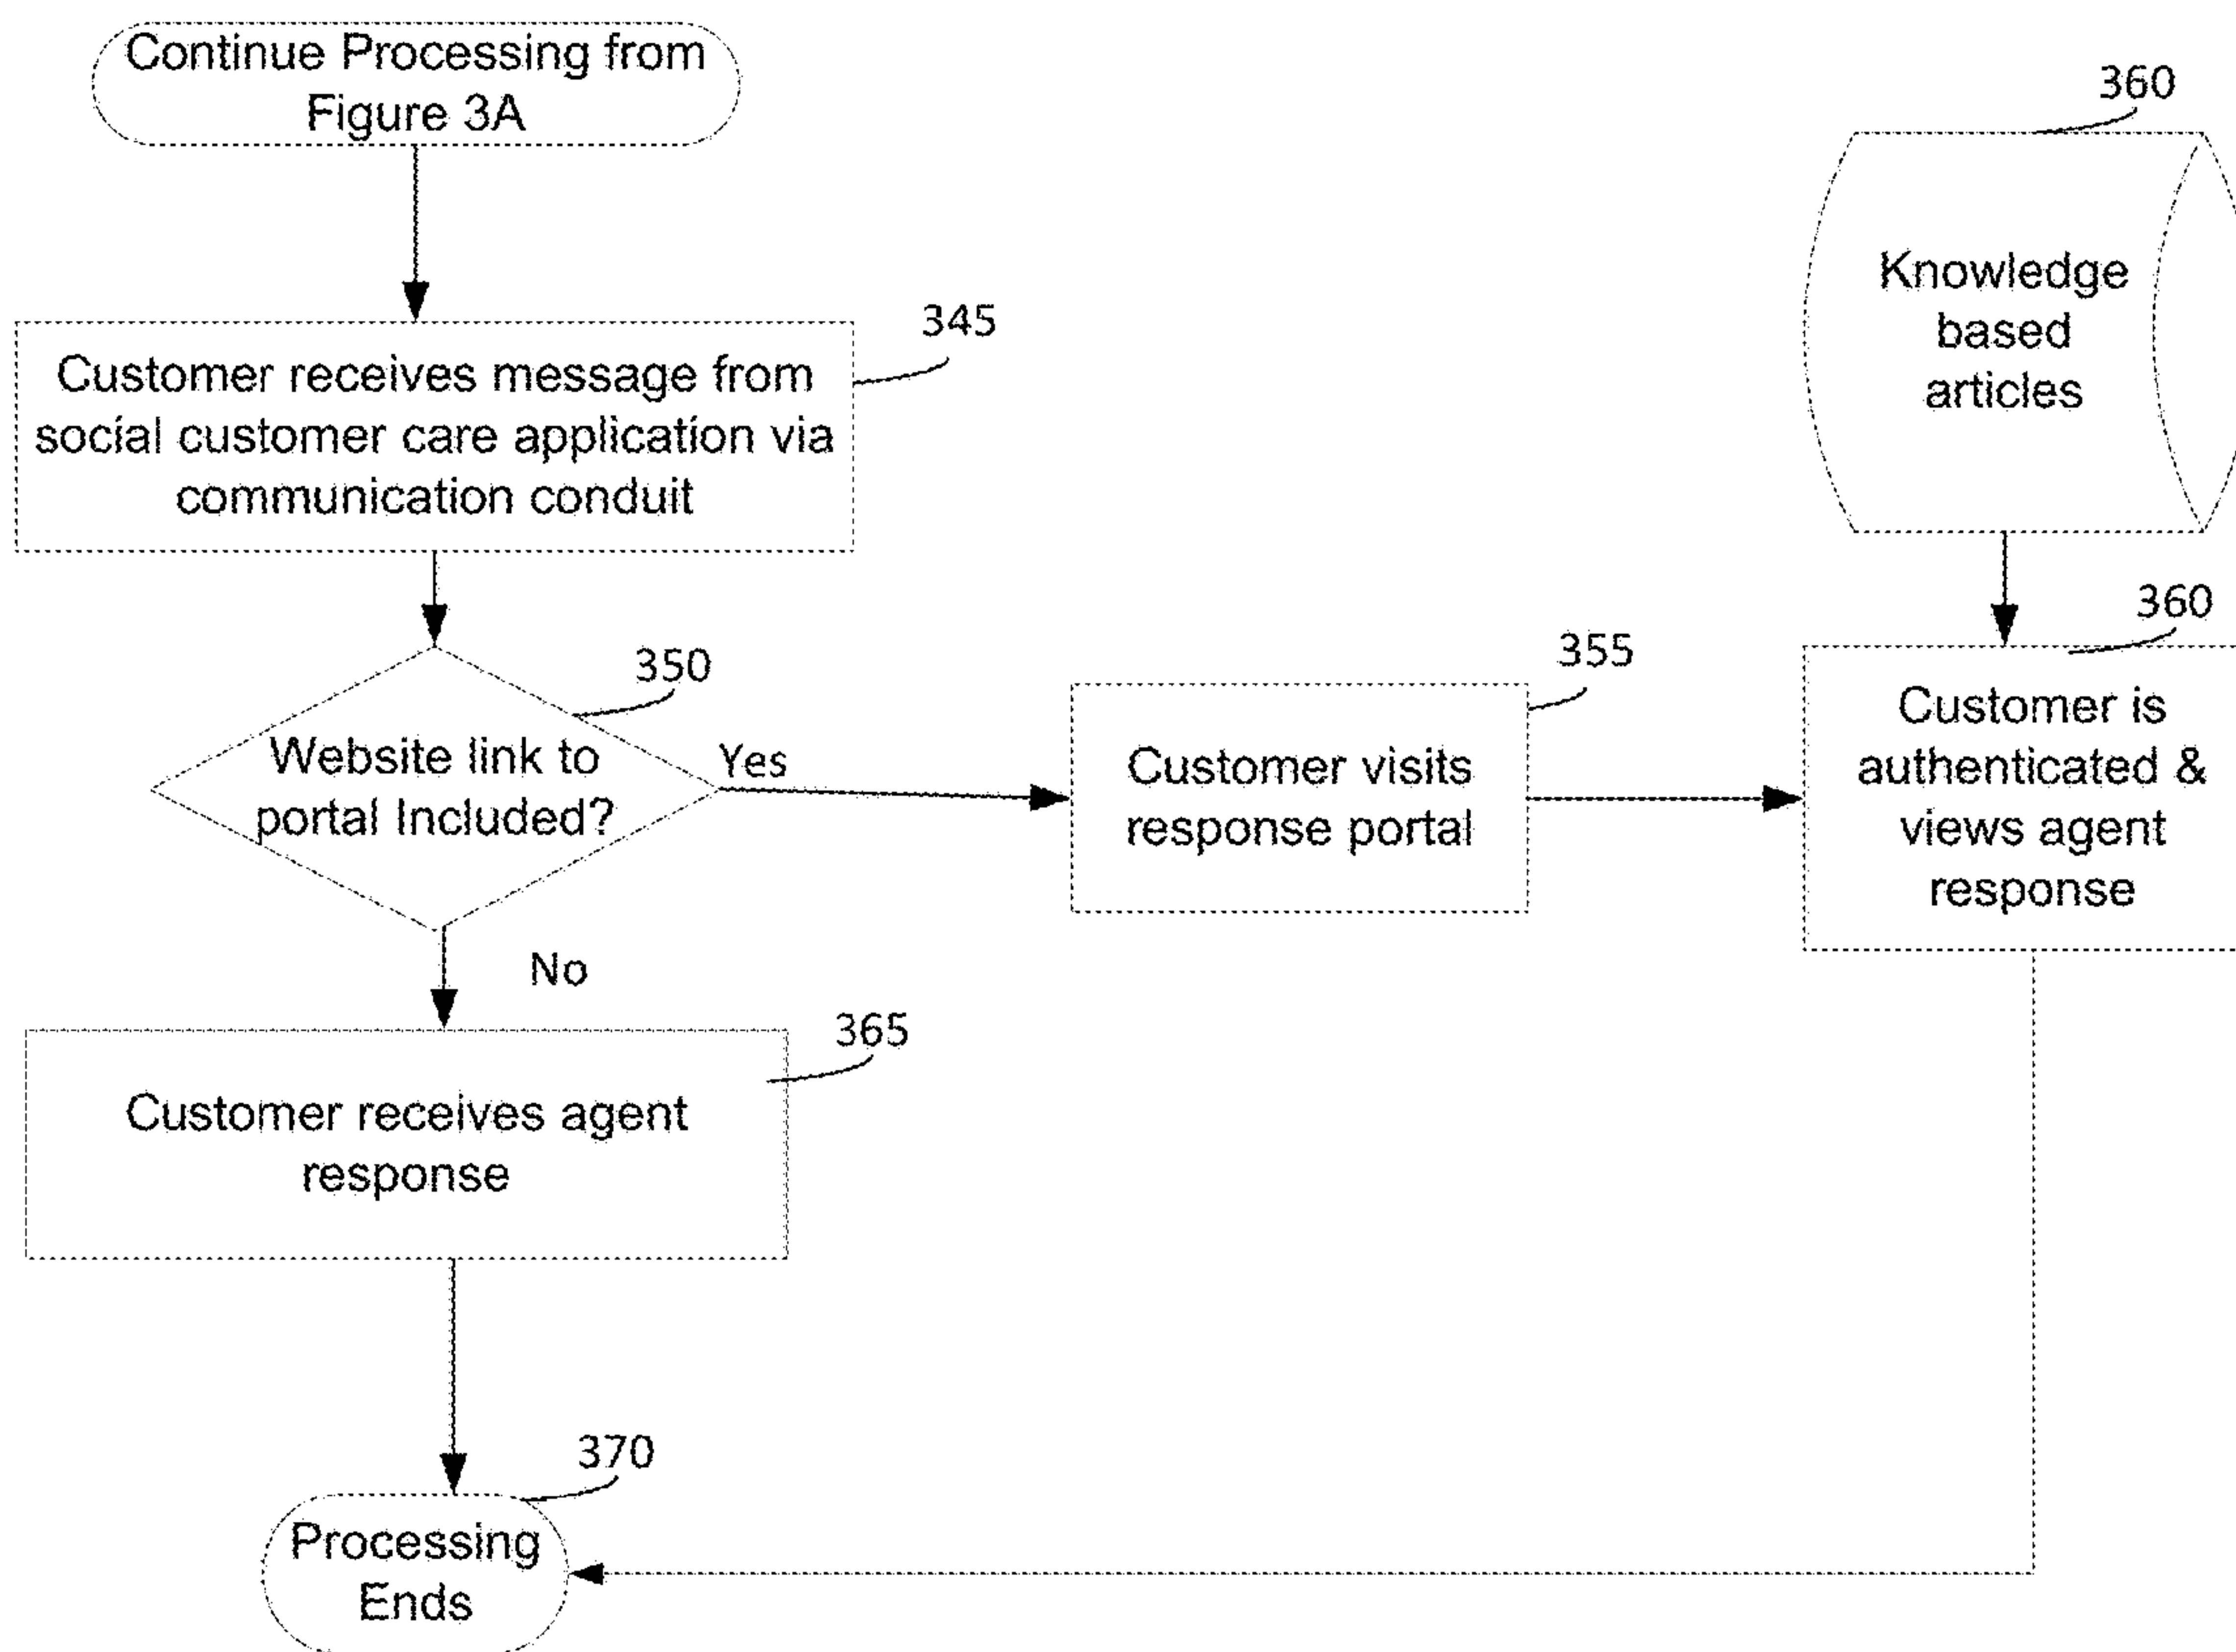 Continue Processing from
Figure 3A
360
Knowledge
based
articles
345
Customer receives message from
social customer care application via
communication conduit
350
Website link to
portal Included?
Yes
355
Customer visits
response portal
360
Customer is
authenticated &
views agent
response
No
365
Customer receives agent
response
370
Processing
Ends